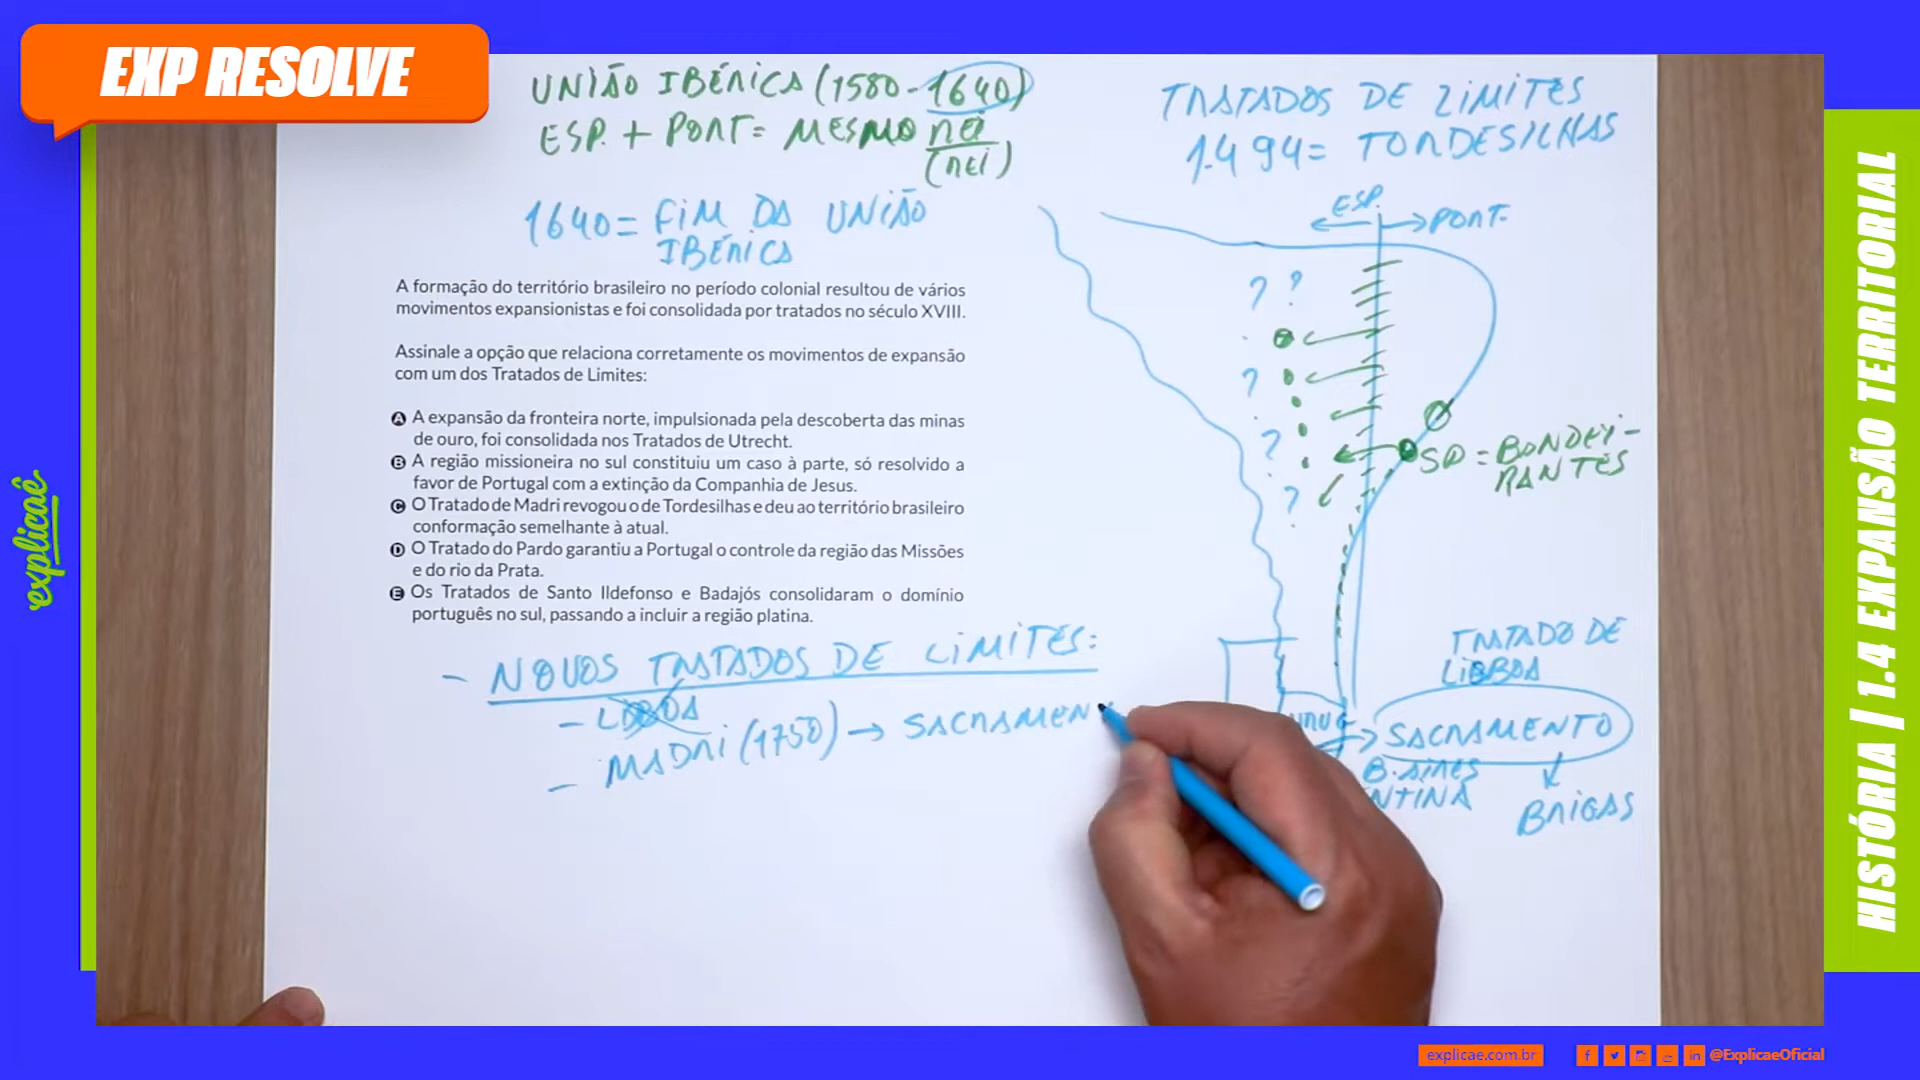 EXP RESOLVE
UNIÃO IBÉRICA (1580-1640)
ESP. + PORT = MESMO REI
(REI)
1640 = FIM DA UNIÃO
IBÉRICA
TRATADOS DE LIMITES
1.494 = TORDESILHAS
ESP. PORT.
? ?
?
?
?
SP = BANDEI-
RANTES
A formação do território brasileiro no período colonial resultou de vários
movimentos expansionistas e foi consolidada por tratados no século XVIII.
Assinale a opção que relaciona corretamente os movimentos de expansão
com um dos Tratados de Limites:
A A expansão da fronteira norte, impulsionada pela descoberta das minas
de ouro, foi consolidada nos Tratados de Utrecht.
B A região missioneira no sul constituiu um caso à parte, só resolvido a
favor de Portugal com a extinção da Companhia de Jesus.
C O Tratado de Madri revogou o de Tordesilhas e deu ao território brasileiro
conformação semelhante à atual.
D O Tratado do Pardo garantiu a Portugal o controle da região das Missões
e do rio da Prata.
E Os Tratados de Santo Ildefonso e Badajós consolidaram o domínio
português no sul, passando a incluir a região platina.
- NOVOS TRATADOS DE LIMITES:
- MADRI (1750) → SACRAMEN
TRATADO DE
LISBOA
SACRAMENTO
B. AIRES
NTINA
BRIGAS
explicaê
HISTÓRIA | 1.4 EXPANSÃO TERRITORIAL
explicae.com.br
@ExplicaeOficial